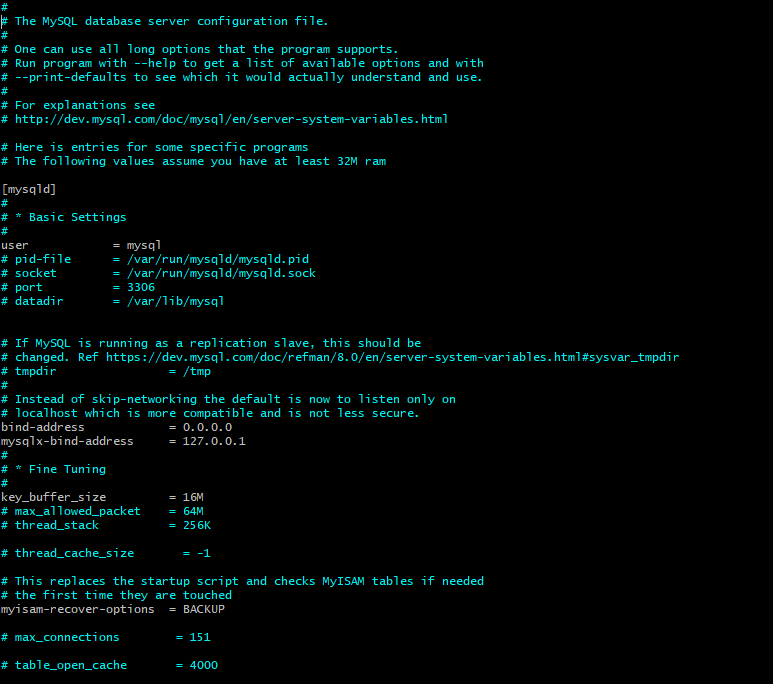 #
# The MySQL database server configuration file.
#
# One can use all long options that the program supports.
# Run program with --help to get a list of available options and with
# --print-defaults to see which it would actually understand and use.
#
# For explanations see
# http://dev.mysql.com/doc/mysql/en/server-system-variables.html
# Here is entries for some specific programs
# The following values assume you have at least 32M ram
[mysqld]
#
# * Basic Settings
#
user            = mysql
# pid-file      = /var/run/mysqld/mysqld.pid
# socket        = /var/run/mysqld/mysqld.sock
# port          = 3306
# datadir       = /var/lib/mysql
# If MySQL is running as a replication slave, this should be
# changed. Ref https://dev.mysql.com/doc/refman/8.0/en/server-system-variables.html#sysvar_tmpdir
# tmpdir                = /tmp
#
# Instead of skip-networking the default is now to listen only on
# localhost which is more compatible and is not less secure.
bind-address            = 0.0.0.0
mysqlx-bind-address     = 127.0.0.1
#
# * Fine Tuning
#
key_buffer_size         = 16M
# max_allowed_packet    = 64M
# thread_stack          = 256K
# thread_cache_size       = -1
# This replaces the startup script and checks MyISAM tables if needed
# the first time they are touched
myisam-recover-options  = BACKUP
# max_connections        = 151
# table_open_cache       = 4000